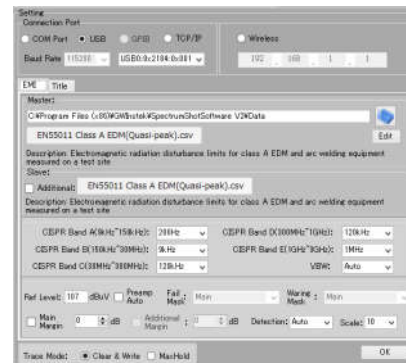 Setting
Connection Port
COM Port USB GPIB TCP/IP Wireless
Baud Rate 115200 USB0:0x2184:0x001 192 . 168 . 1 . 1
EMI Title
Master:
C:¥Program Files (x86)¥GWInstek¥SpectrumShotSoftware V2¥Data
EN55011 Class A EDM(Quasi-peak).csv Edit
Description: Electromagnetic radiation disturbance limits for class A EDM and arc welding equipment
measured on a test site
Slave:
Additional: EN55011 Class A EDM(Quasi-peak).csv
Description: Electromagnetic radiation disturbance limits for class A EDM and arc welding equipment
measured on a test site
CISPR Band A(9kHz~150kHz): 200Hz CISPR Band D(300MHz~1GHz): 120kHz
CISPR Band B(150kHz~30MHz): 9kHz CISPR Band E(1GHz~3GHz): 1MHz
CISPR Band C(30MHz~300MHz): 120kHz VBW: Auto
Ref Level: 107 dBuV Preamp Auto Fail Mask: Main Waring Mask : Main
Main Margin 0 dB Additional Margin : 0 dB Detection: Auto Scale: 10
Trace Mode: Clear & Write MaxHold OK